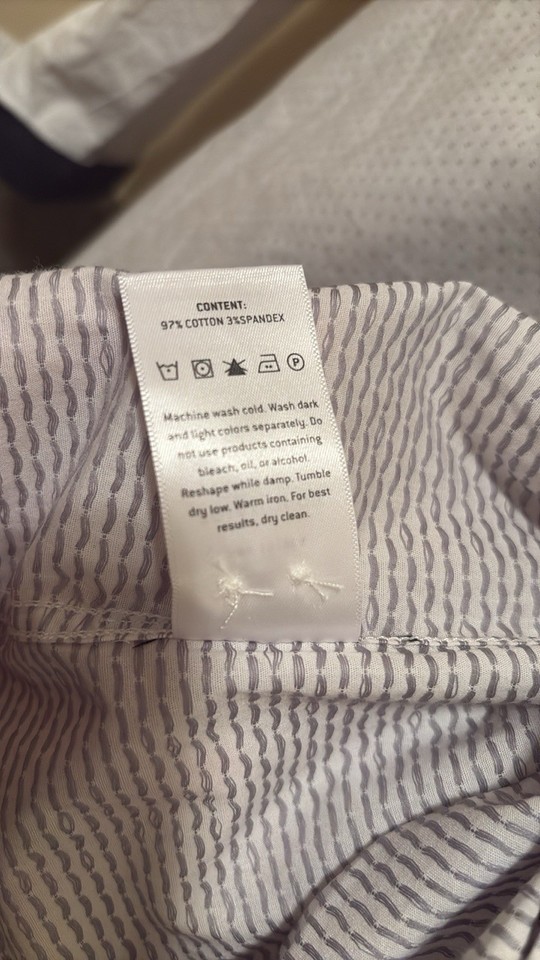 CONTENT:
97% COTTON 3%SPANDEX
P
Machine wash cold. Wash dark
and light colors separately. Do
not use products containing
bleach, oil, or alcohol.
Reshape while damp. Tumble
dry low. Warm iron. For best
results, dry clean.